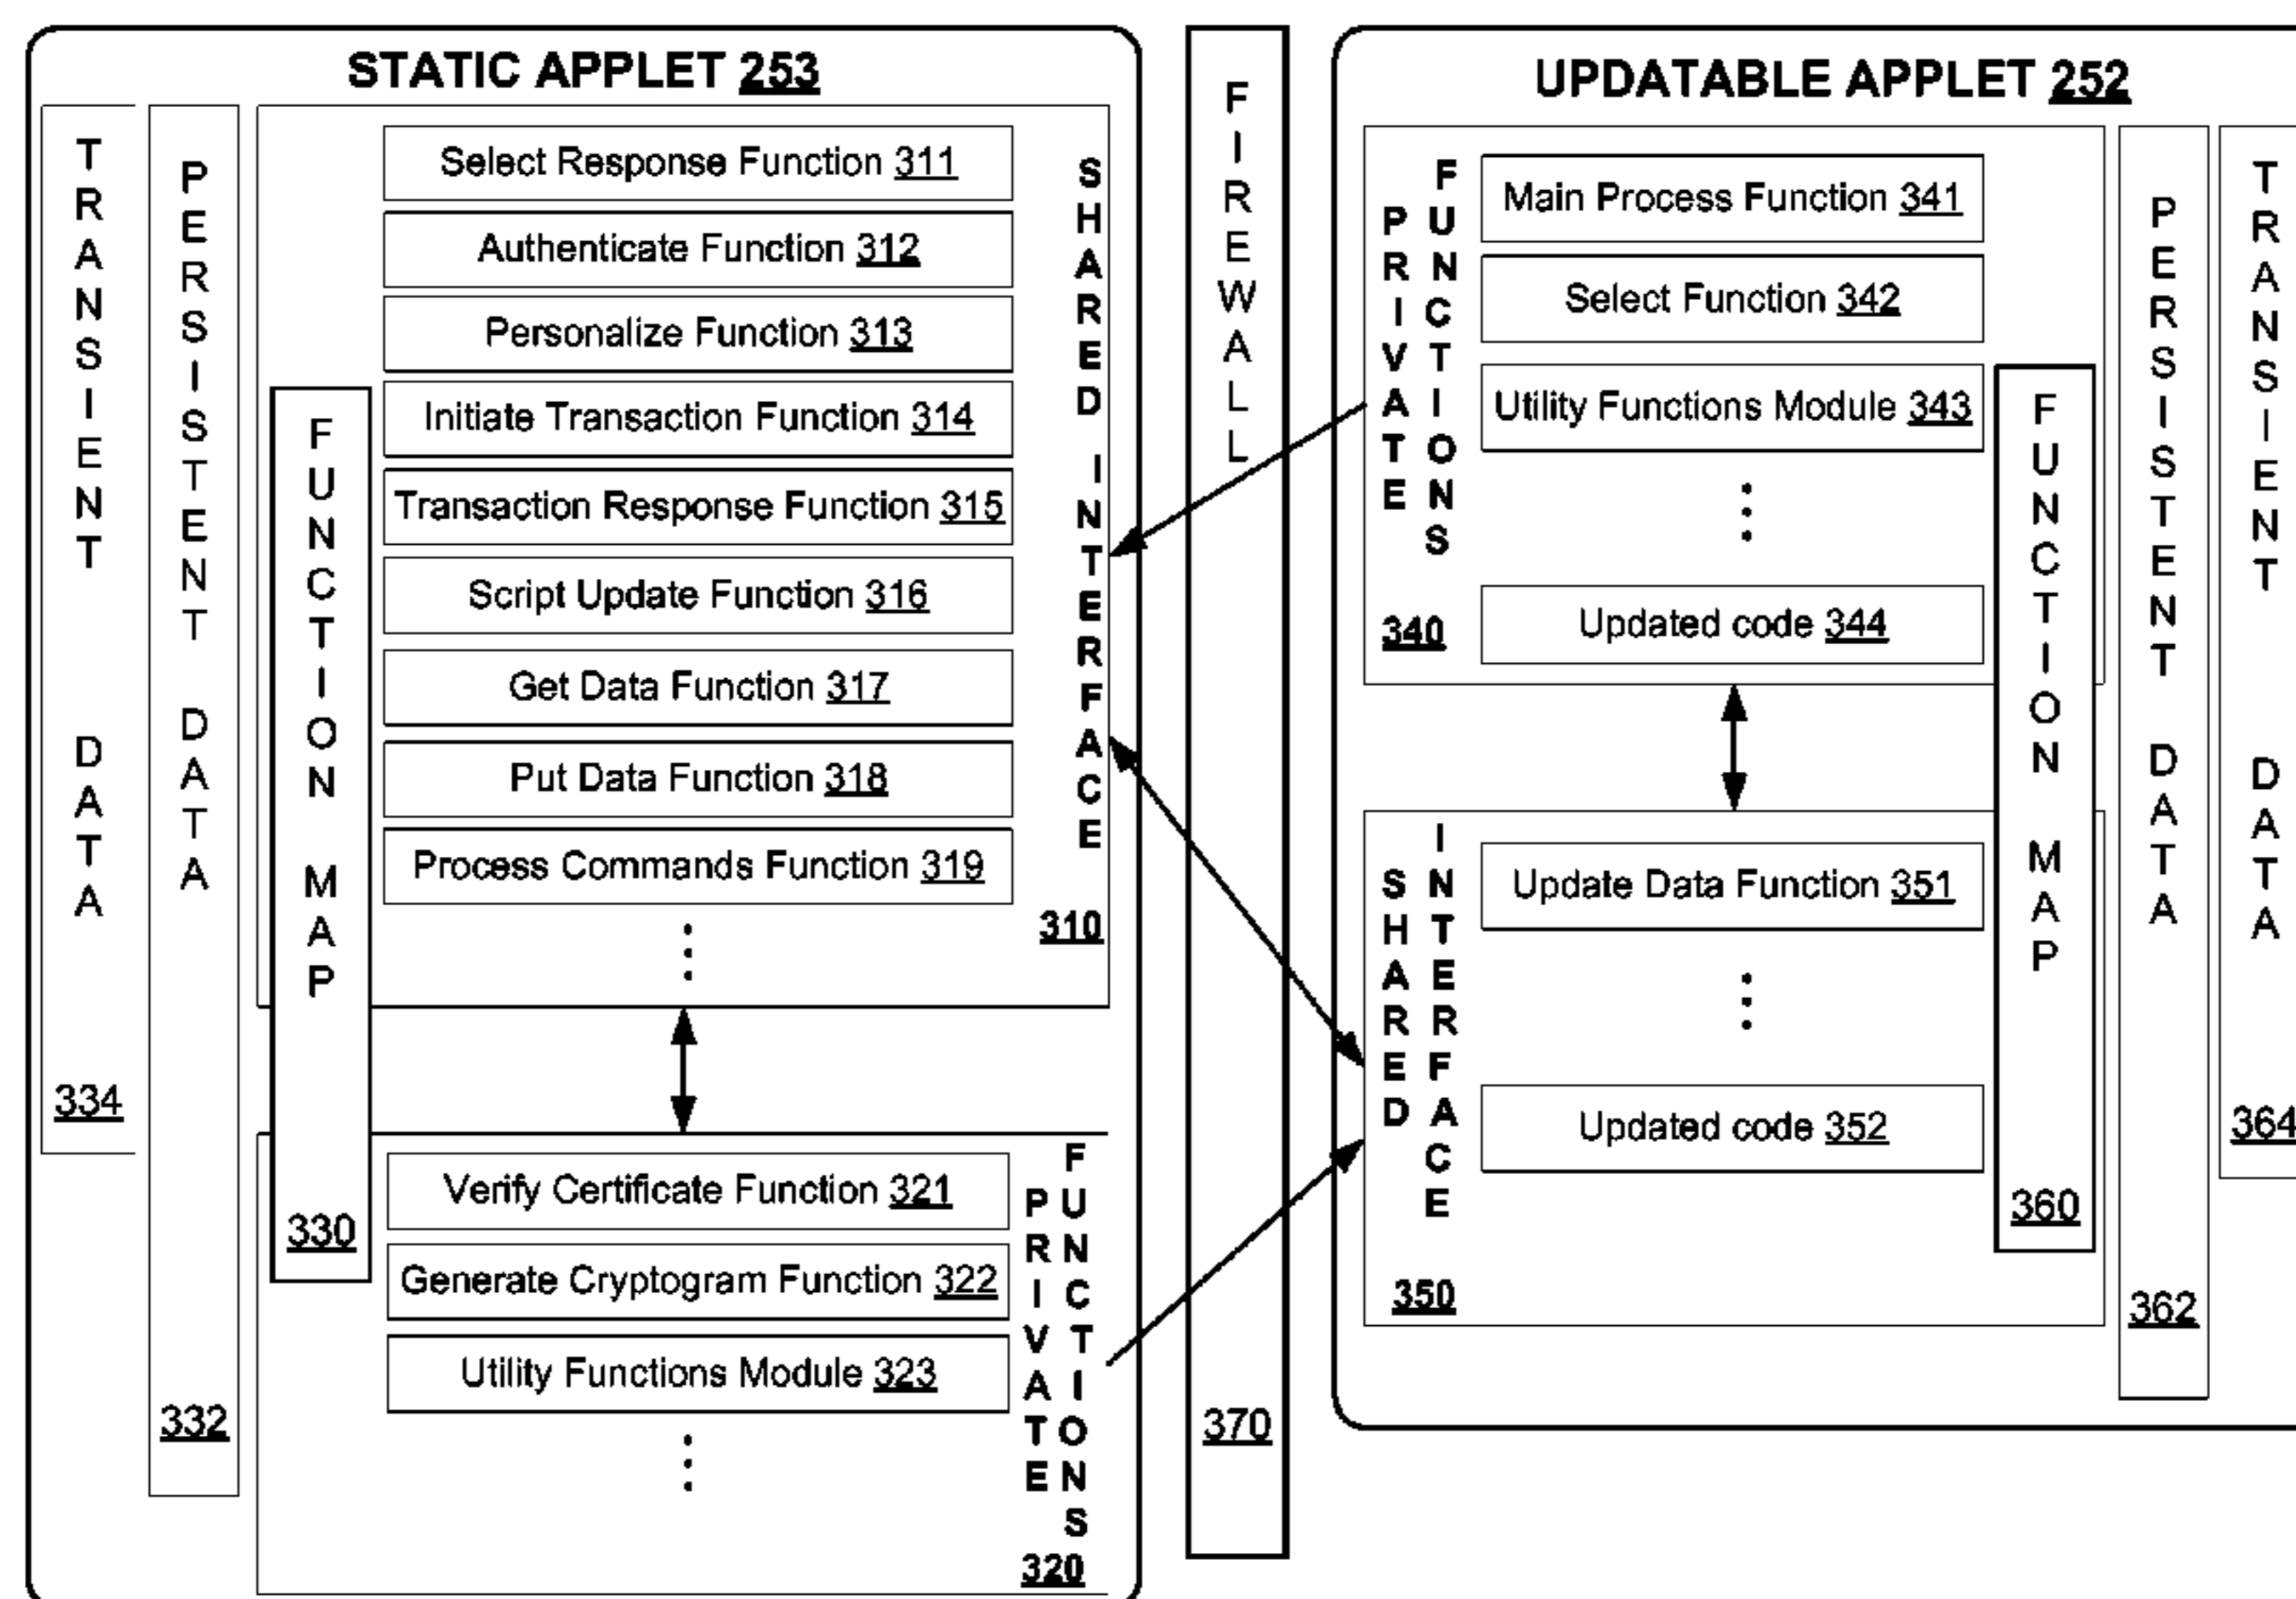 STATIC APPLET 253
TRANSIENT DATA
334
PERSISTENT DATA
332
FUNCTION MAP
330
Select Response Function 311
Authenticate Function 312
Personalize Function 313
Initiate Transaction Function 314
Transaction Response Function 315
Script Update Function 316
Get Data Function 317
Put Data Function 318
Process Commands Function 319
SHARED INTERFACE
310
Verify Certificate Function 321
Generate Cryptogram Function 322
Utility Functions Module 323
PRIVATE FUNCTIONS
320
FIREWALL
370
UPDATABLE APPLET 252
PRIVATE FUNCTIONS
340
Main Process Function 341
Select Function 342
Utility Functions Module 343
Updated code 344
SHARED INTERFACE
350
Update Data Function 351
Updated code 352
FUNCTION MAP
360
PERSISTENT DATA
362
TRANSIENT DATA
364